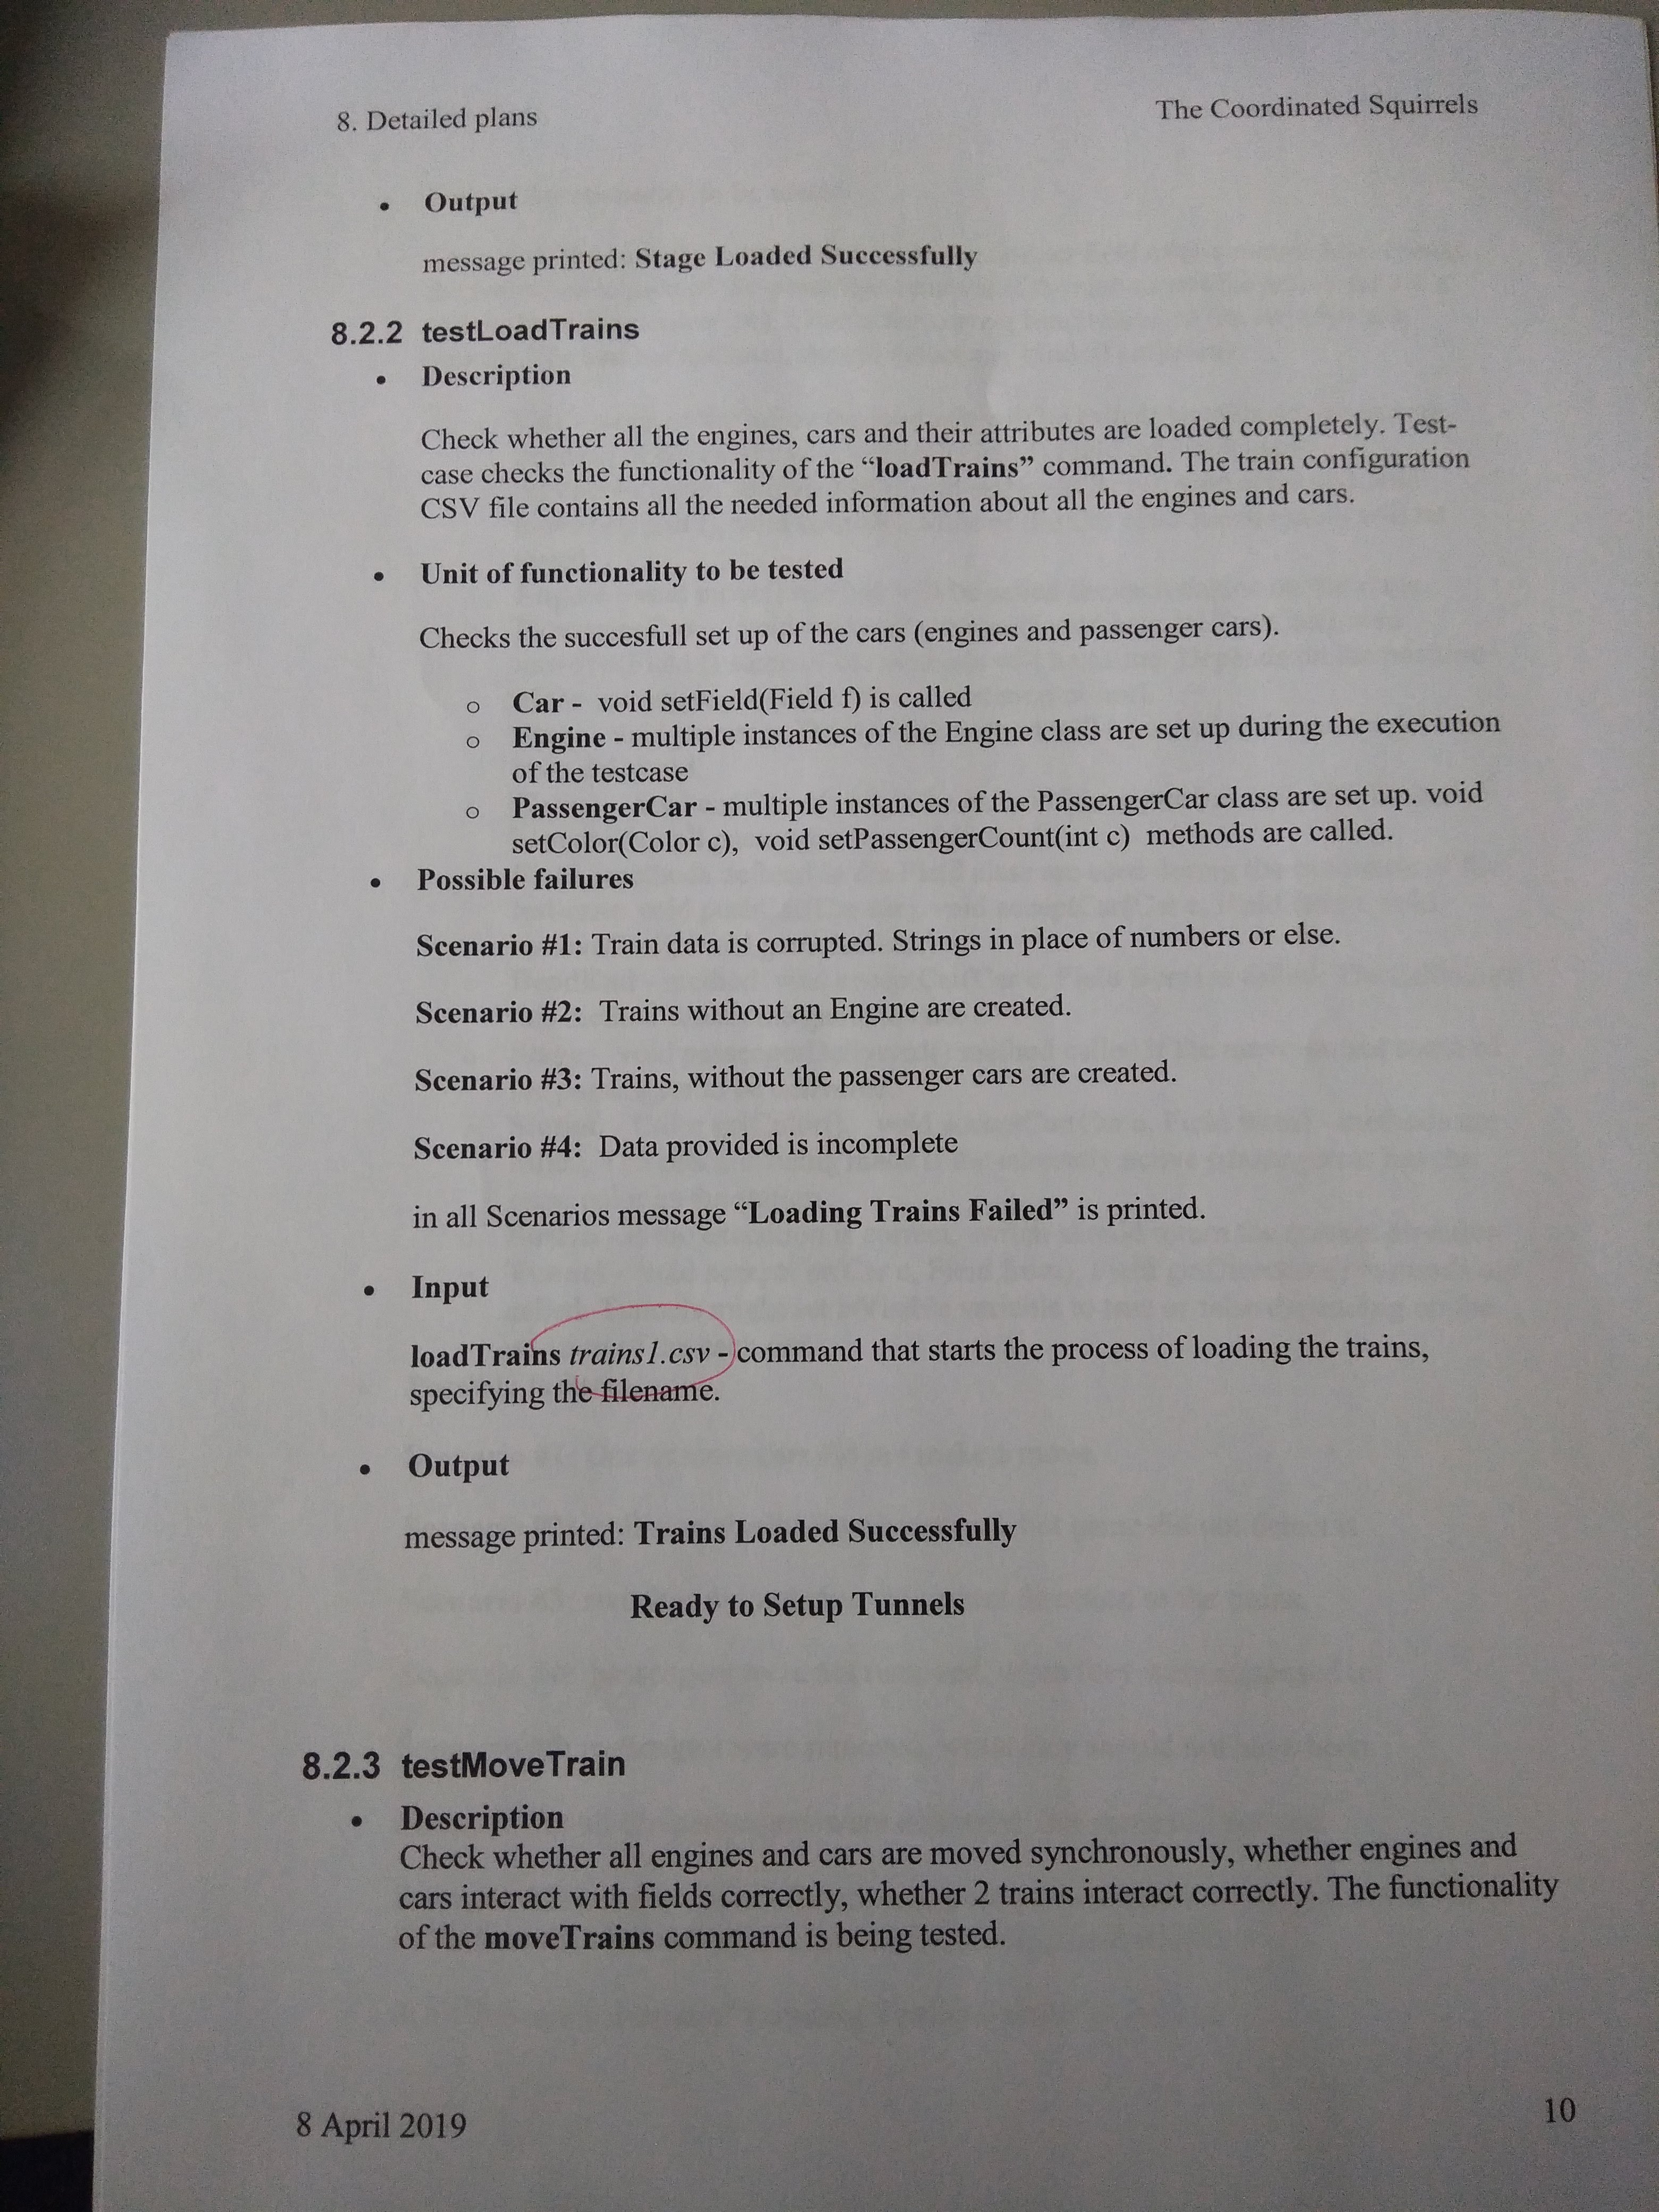 8. Detailed plans The Coordinated Squirrels
• Output
message printed: Stage Loaded Successfully
8.2.2 testLoadTrains
• Description
Check whether all the engines, cars and their attributes are loaded completely. Test-
case checks the functionality of the “loadTrains” command. The train configuration
CSV file contains all the needed information about all the engines and cars.
• Unit of functionality to be tested
Checks the succesfull set up of the cars (engines and passenger cars).
o Car - void setField(Field f) is called
o Engine - multiple instances of the Engine class are set up during the execution
of the testcase
o PassengerCar - multiple instances of the PassengerCar class are set up. void
setColor(Color c), void setPassengerCount(int c) methods are called.
• Possible failures
Scenario #1: Train data is corrupted. Strings in place of numbers or else.
Scenario #2: Trains without an Engine are created.
Scenario #3: Trains, without the passenger cars are created.
Scenario #4: Data provided is incomplete
in all Scenarios message “Loading Trains Failed” is printed.
• Input
loadTrains trains1.csv - command that starts the process of loading the trains,
specifying the filename.
• Output
message printed: Trains Loaded Successfully
Ready to Setup Tunnels
8.2.3 testMoveTrain
• Description
Check whether all engines and cars are moved synchronously, whether engines and
cars interact with fields correctly, whether 2 trains interact correctly. The functionality
of the moveTrains command is being tested.
8 April 2019 10